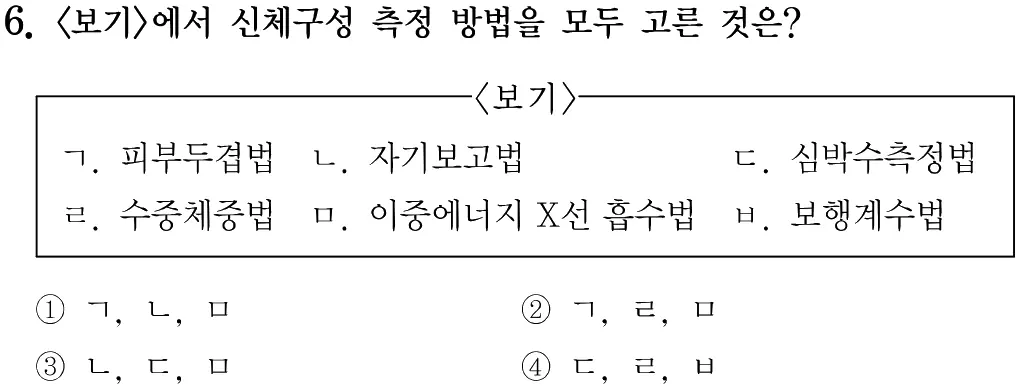 6. 〈보기〉에서 신체구성 측정 방법을 모두 고른 것은?
〈보기〉
ㄱ. 피부두겹법 ㄴ. 자기보고법 ㄷ. 심박수측정법
ㄹ. 수중체중법 ㅁ. 이중에너지 X선 흡수법 ㅂ. 보행계수법
① ㄱ, ㄴ, ㅁ ② ㄱ, ㄹ, ㅁ
③ ㄴ, ㄷ, ㅁ ④ ㄷ, ㄹ, ㅂ